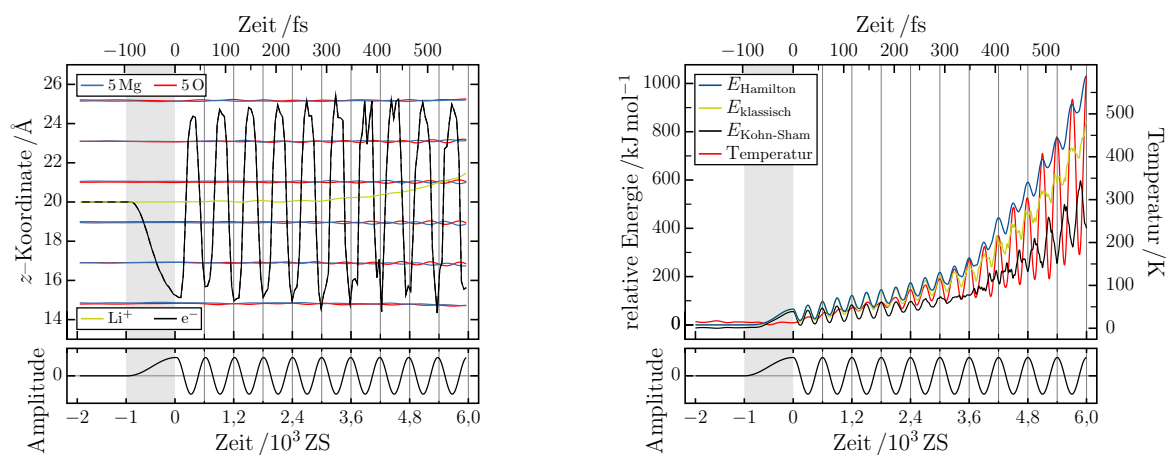 Zeit /fs
−100 0 100 200 300 400 500
26
24
22
20
18
16
14
z–Koordinate /Å
5 Mg 5 O
Li⁺ e⁻
Amplitude
0
−2 −1 0 1,2 2,4 3,6 4,8 6,0
Zeit /10³ ZS
Zeit /fs
−100 0 100 200 300 400 500
1000
800
600
400
200
0
relative Energie /kJ mol⁻¹
E_Hamilton
E_klassisch
E_Kohn-Sham
Temperatur
500
400
300
200
100
0
Temperatur /K
Amplitude
0
−2 −1 0 1,2 2,4 3,6 4,8 6,0
Zeit /10³ ZS